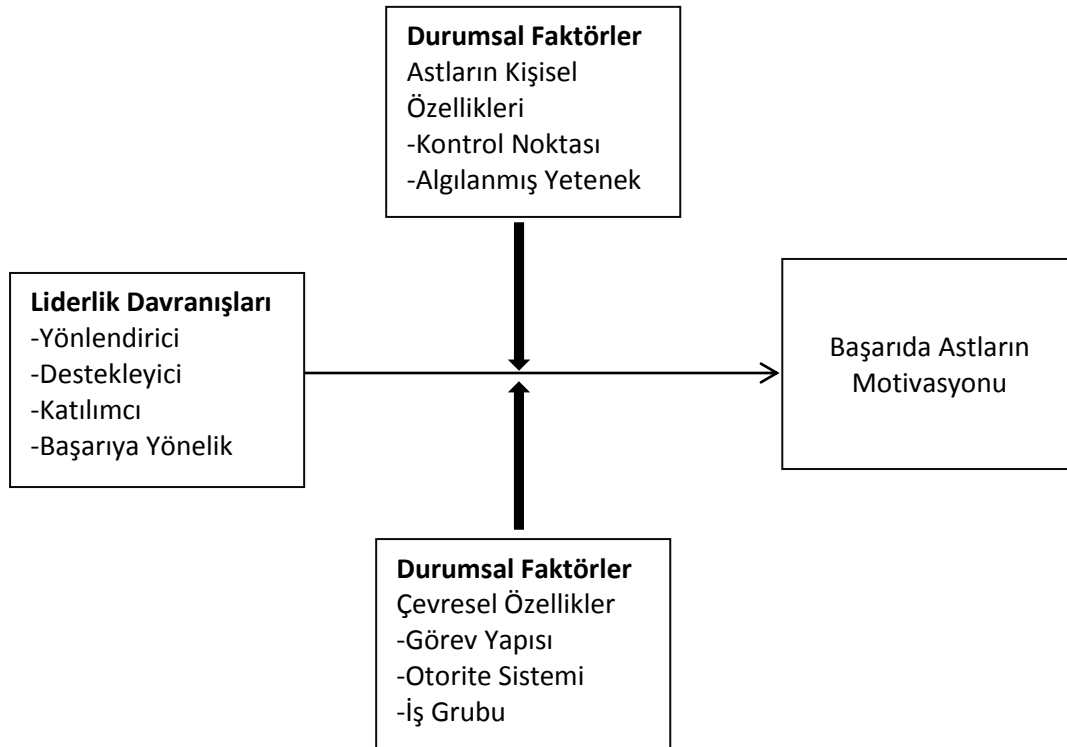 Durumsal Faktörler
Astların Kişisel
Özellikleri
-Kontrol Noktası
-Algılanmış Yetenek
Liderlik Davranışları
-Yönlendirici
-Destekleyici
-Katılımcı
-Başarıya Yönelik
Başarıda Astların
Motivasyonu
Durumsal Faktörler
Çevresel Özellikler
-Görev Yapısı
-Otorite Sistemi
-İş Grubu